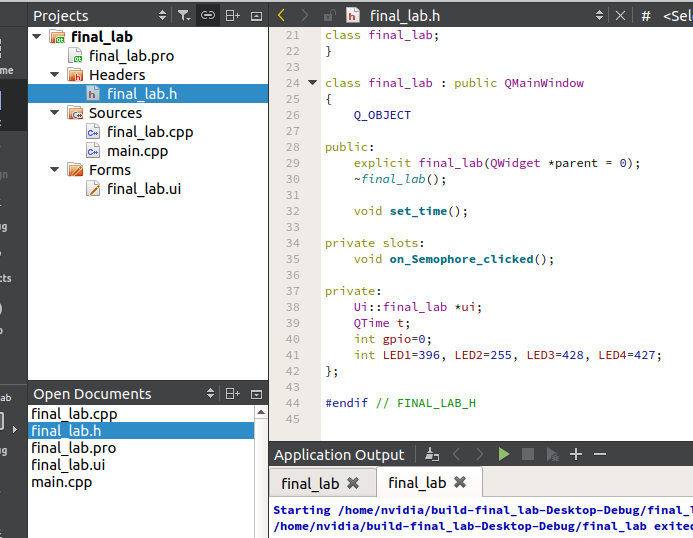 Projects
final_lab
final_lab.pro
Headers
final_lab.h
Sources
final_lab.cpp
main.cpp
Forms
final_lab.ui
Open Documents
final_lab.cpp
final_lab.h
final_lab.pro
final_lab.ui
main.cpp
final_lab.h
# <Sel
21 class final_lab;
22 }
23
24 class final_lab : public QMainWindow
25 {
26 Q_OBJECT
27
28 public:
29 explicit final_lab(QWidget *parent = 0);
30 ~final_lab();
31
32 void set_time();
33
34 private slots:
35 void on_Semophore_clicked();
36
37 private:
38 Ui::final_lab *ui;
39 QTime t;
40 int gpio=0;
41 int LED1=396, LED2=255, LED3=428, LED4=427;
42 };
43
44 #endif // FINAL_LAB_H
45
Application Output
final_lab final_lab
Starting /home/nvidia/build-final_lab-Desktop-Debug/final_l
/home/nvidia/build-final_lab-Desktop-Debug/final_lab exited